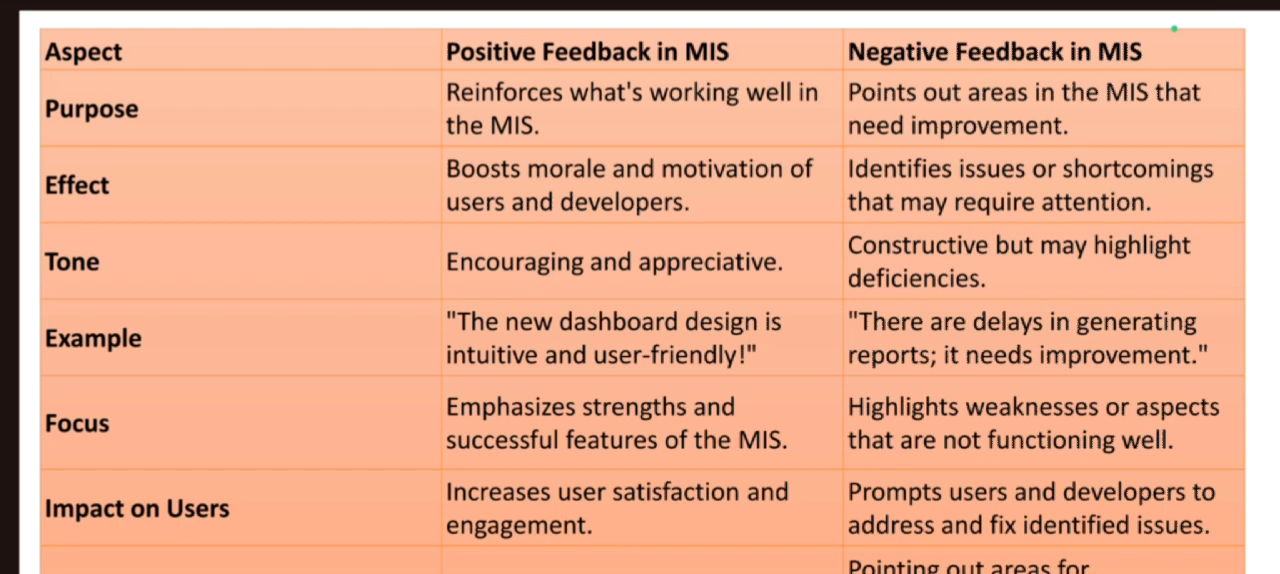 Aspect Positive Feedback in MIS Negative Feedback in MIS
Purpose
Reinforces what's working well in
the MIS.
Points out areas in the MIS that
need improvement.
Effect
Boosts morale and motivation of
users and developers.
Identifies issues or shortcomings
that may require attention.
Tone
Encouraging and appreciative.
Constructive but may highlight
deficiencies.
Example
"The new dashboard design is
intuitive and user-friendly!"
"There are delays in generating
reports; it needs improvement."
Focus
Emphasizes strengths and
successful features of the MIS.
Highlights weaknesses or aspects
that are not functioning well.
Impact on Users
Increases user satisfaction and
engagement.
Prompts users and developers to
address and fix identified issues.
Pointing out areas for